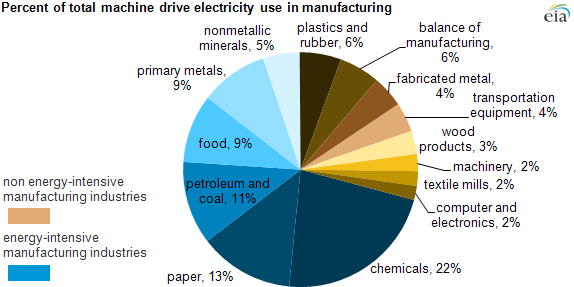 Percent of total machine drive electricity use in manufacturing
eia
nonmetallic
minerals, 5%
plastics and
rubber, 6%
balance of
manufacturing,
6%
primary metals,
9%
fabricated metal,
4%
transportation
equipment, 4%
food, 9%
wood
products, 3%
machinery, 2%
petroleum and
coal, 11%
textile mills, 2%
computer and
electronics, 2%
non energy-intensive
manufacturing industries
energy-intensive
manufacturing industries
paper, 13%
chemicals, 22%